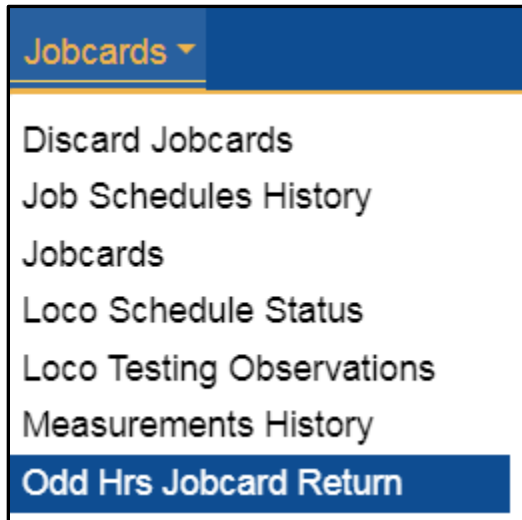 Jobcards
Discard Jobcards
Job Schedules History
Jobcards
Loco Schedule Status
Loco Testing Observations
Measurements History
Odd Hrs Jobcard Return